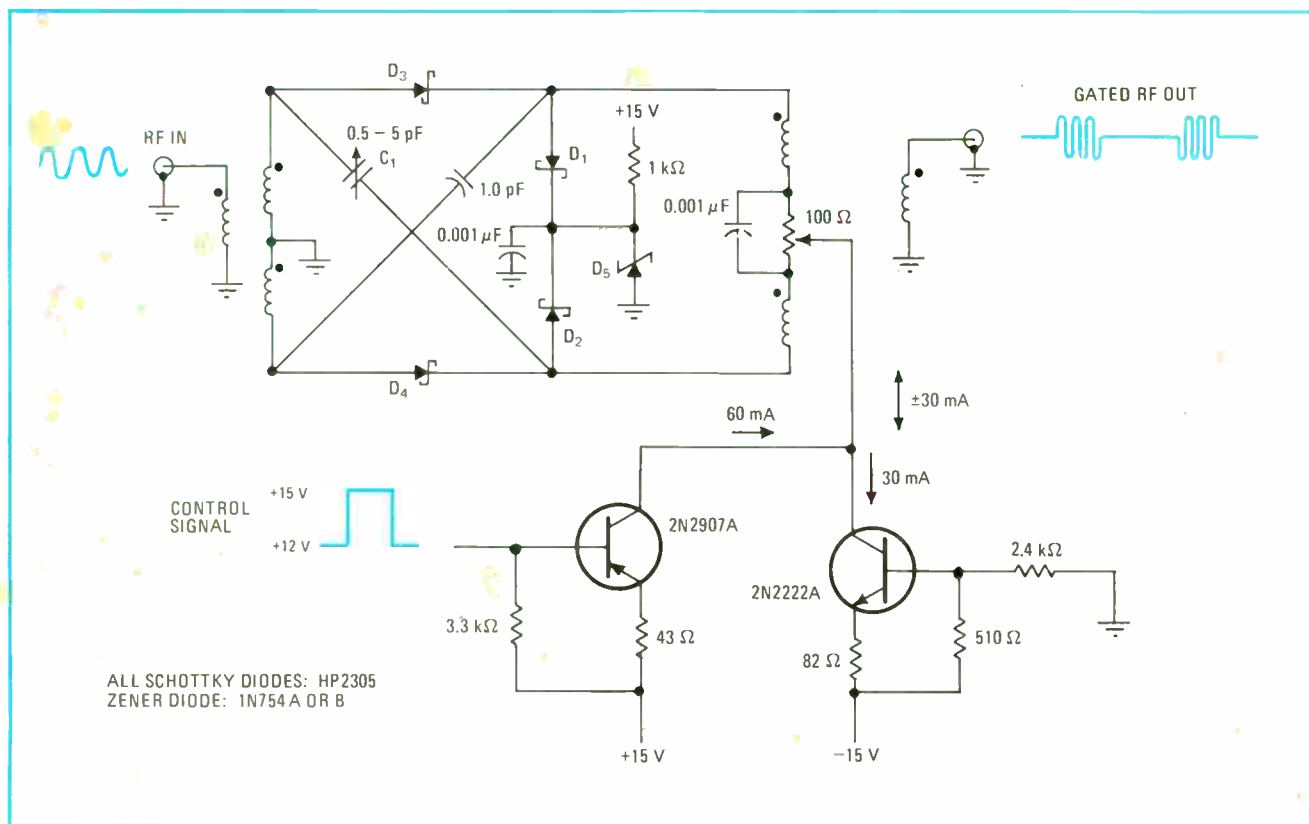 D3
+15 V
GATED RF OUT
RF IN
0.5 – 5 pF
C1
D1
1 kΩ
1.0 pF
0.001 µF
100 Ω
0.001 µF
D5
D2
D4
±30 mA
60 mA
30 mA
CONTROL
SIGNAL
+15 V
+12 V
2N2907A
2N2222A
2.4 kΩ
3.3 kΩ
43 Ω
82 Ω
510 Ω
ALL SCHOTTKY DIODES: HP2305
ZENER DIODE: 1N754A OR B
+15 V
–15 V